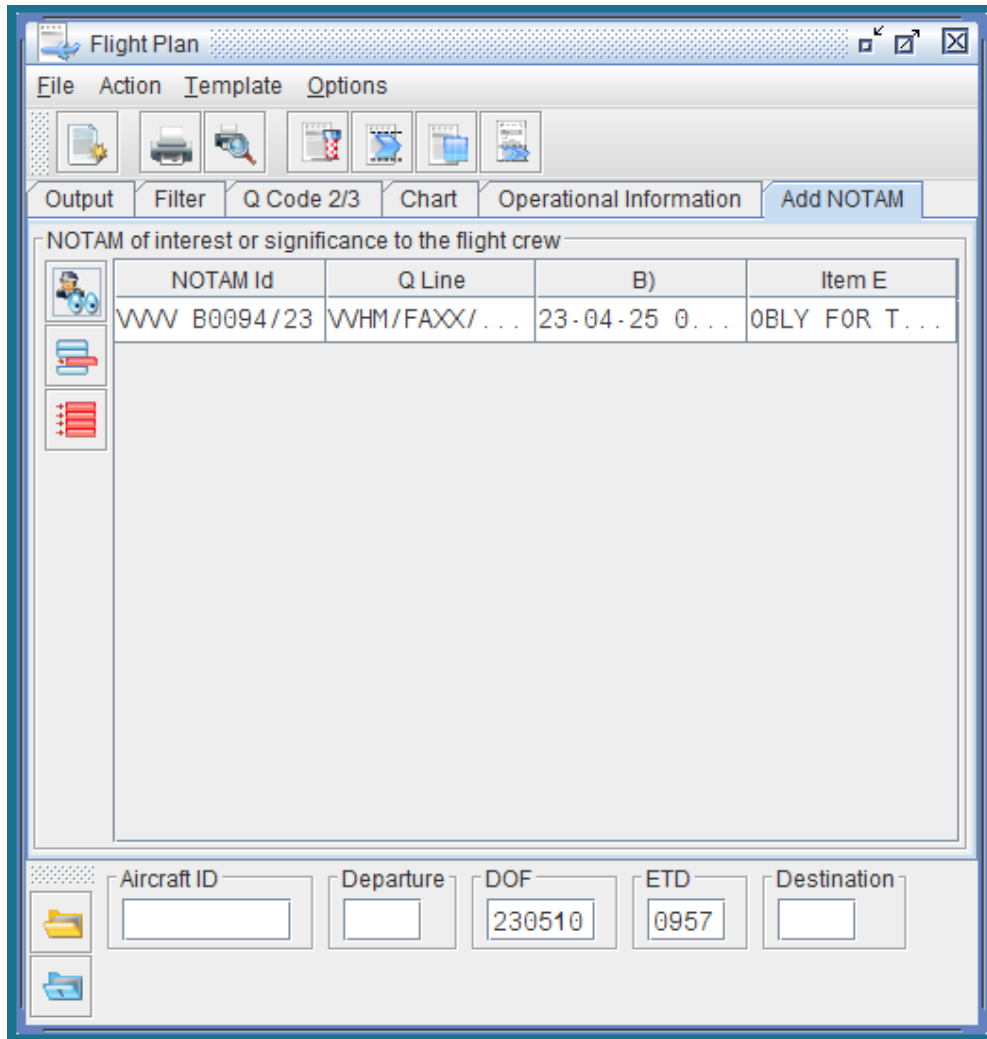 Flight Plan
File Action Template Options
Output Filter Q Code 2/3 Chart Operational Information Add NOTAM
NOTAM of interest or significance to the flight crew
NOTAM Id Q Line B) Item E
VVVV B0094/23 VVHM/FAXX/... 23-04-25 0... OBLY FOR T...
Aircraft ID Departure DOF ETD Destination
230510 0957